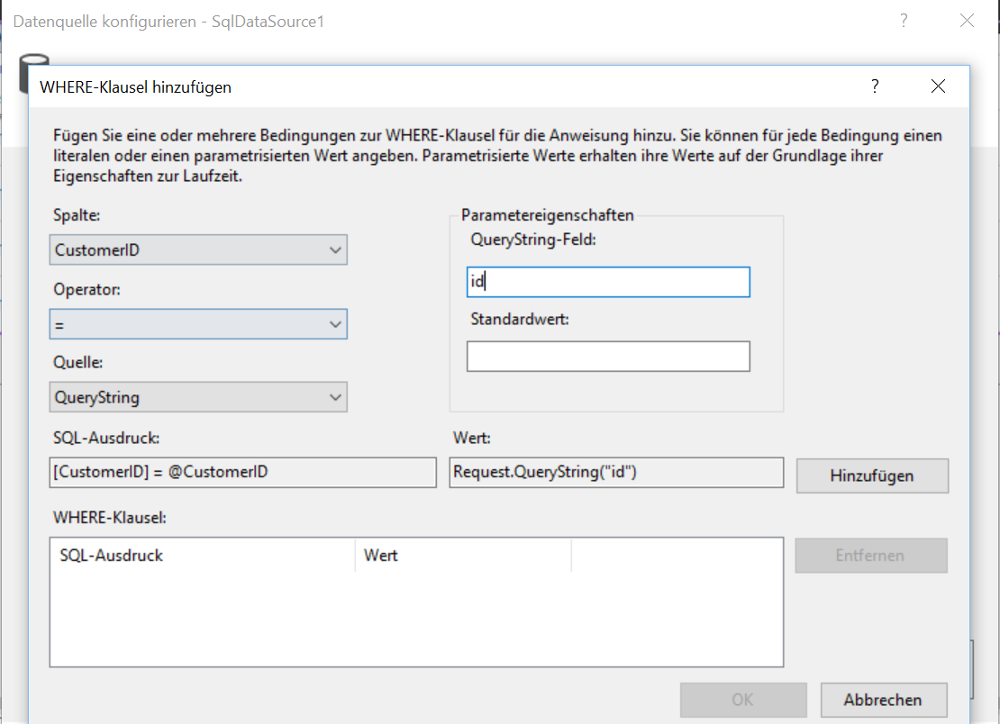 Datenquelle konfigurieren - SqlDataSource1
?
WHERE-Klausel hinzufügen
?
Fügen Sie eine oder mehrere Bedingungen zur WHERE-Klausel für die Anweisung hinzu. Sie können für jede Bedingung einen
literalen oder einen parametrisierten Wert angeben. Parametrisierte Werte erhalten ihre Werte auf der Grundlage ihrer
Eigenschaften zur Laufzeit.
Spalte:
CustomerID
Operator:
=
Quelle:
QueryString
Parametereigenschaften
QueryString-Feld:
id
Standardwert:
SQL-Ausdruck:
[CustomerID] = @CustomerID
Wert:
Request.QueryString("id")
Hinzufügen
WHERE-Klausel:
SQL-Ausdruck
Wert
Entfernen
OK
Abbrechen